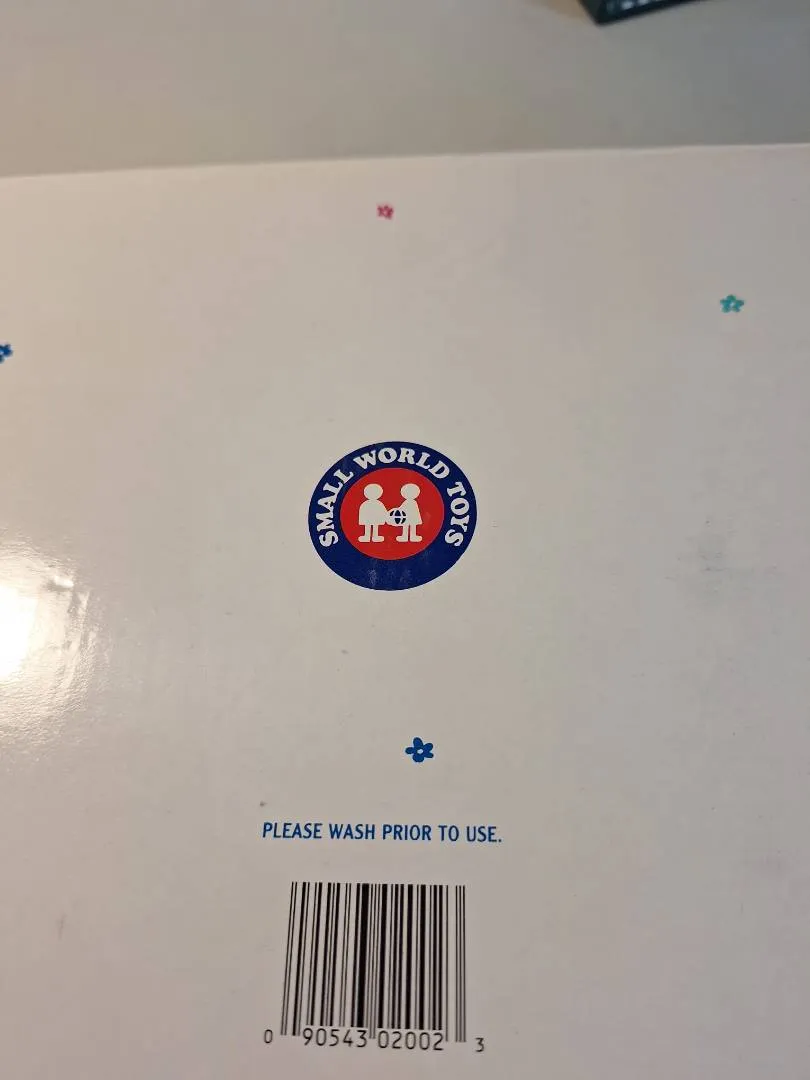 SMALL WORLD TOYS
PLEASE WASH PRIOR TO USE.
0 90543 02002 3